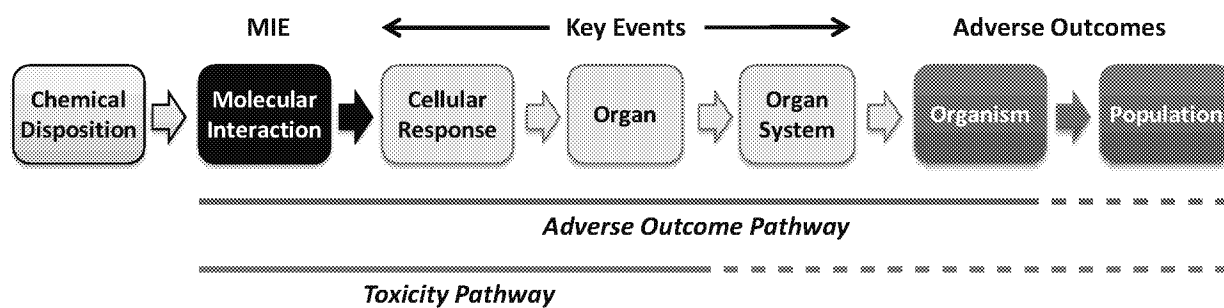 MIE
Key Events
Adverse Outcomes
Chemical
Disposition
Molecular
Interaction
Cellular
Response
Organ
Organ
System
Organism
Population
Adverse Outcome Pathway
Toxicity Pathway